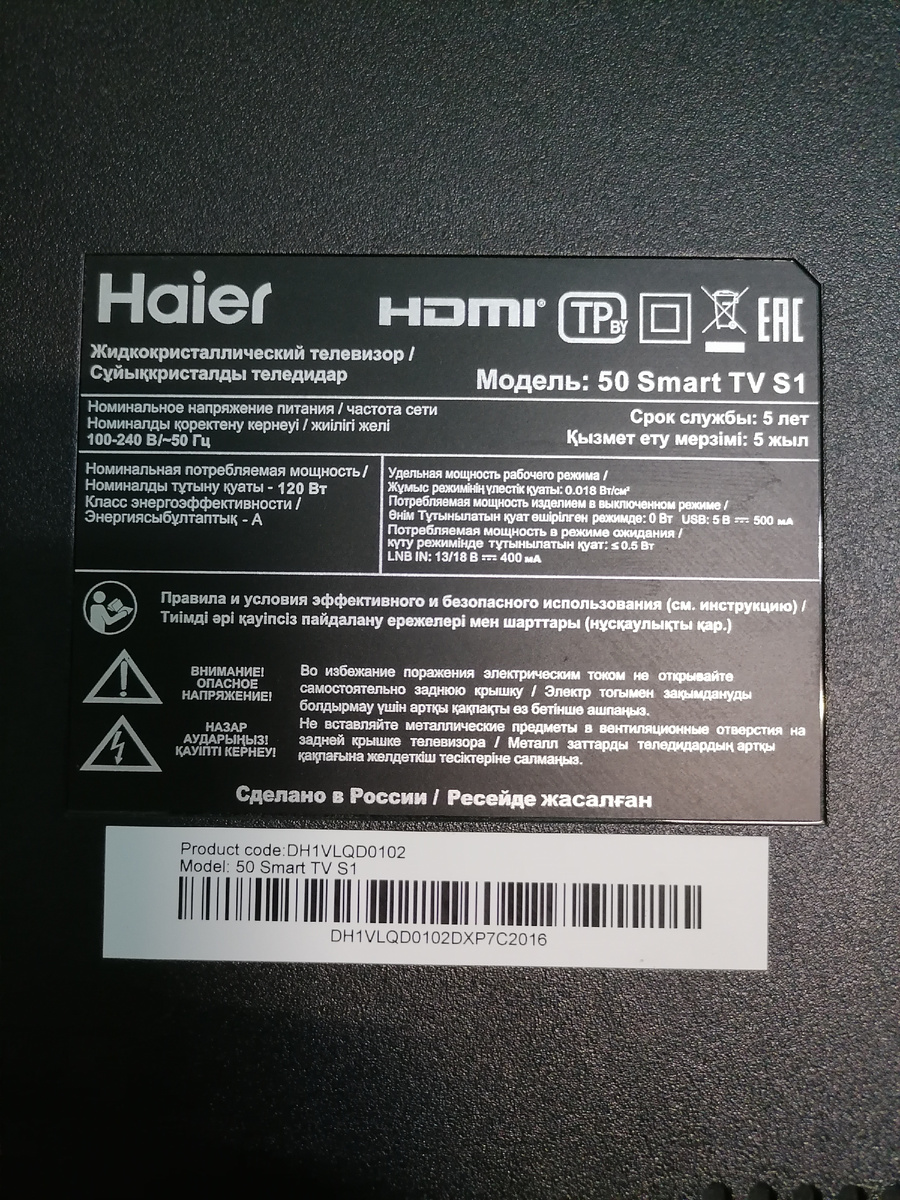 Haier
HDMI®
TP BY
EAC
Жидкокристаллический телевизор /
Сұйыққристалды теледидар
Модель: 50 Smart TV S1
Номинальное напряжение питания / частота сети
Номиналды қоректену кернеуі / жиілігі желі
100-240 В/~50 Гц
Срок службы: 5 лет
Қызмет ету мерзімі: 5 жыл
Номинальная потребляемая мощность /
Номиналды тұтыну қуаты - 120 Вт
Класс энергоэффективности /
Энергиясыбұлтаптық - А
Удельная мощность рабочего режима /
Жұмыс режимінің үлестік қуаты: 0.018 Вт/см²
Потребляемая мощность изделием в выключенном режиме /
Өнім Тұтынылатын қуат өшірілген режимде: 0 Вт USB: 5 В ⎓ 500 мА
Потребляемая мощность в режиме ожидания /
күту режимінде тұтынылатын қуат: ≤ 0.5 Вт
LNB IN: 13/18 В ⎓ 400 мА
Правила и условия эффективного и безопасного использования (см. инструкцию) /
Тиімді әрі қауіпсіз пайдалану ережелері мен шарттары (нұсқаулықты қар.)
ВНИМАНИЕ!
ОПАСНОЕ
НАПРЯЖЕНИЕ!
НАЗАР
АУДАРЫҢЫЗ!
ҚАУІПТІ КЕРНЕУ!
Во избежание поражения электрическим током не открывайте
самостоятельно заднюю крышку / Электр тогымен зақымдануды
болдырмау үшін артқы қақпақты өз бетінше ашпаңыз.
Не вставляйте металлические предметы в вентиляционные отверстия на
задней крышке телевизора / Металл заттарды теледидардың артқы
қақпағына желдеткіш тесіктеріне салмаңыз.
Сделано в России / Ресейде жасалған
Product code:DH1VLQD0102
Model: 50 Smart TV S1
DH1VLQD0102DXP7C2016